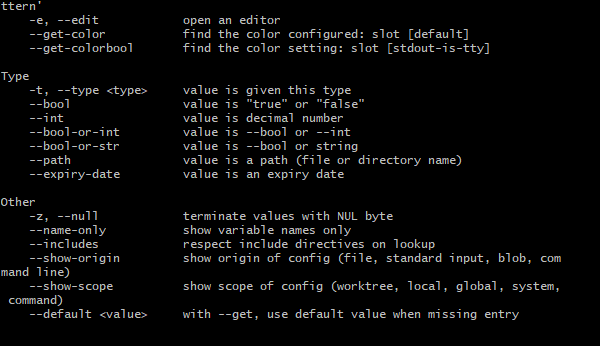 ttern'
    -e, --edit            open an editor
    --get-color           find the color configured: slot [default]
    --get-colorbool       find the color setting: slot [stdout-is-tty]

Type
    -t, --type <type>     value is given this type
    --bool                value is "true" or "false"
    --int                 value is decimal number
    --bool-or-int         value is --bool or --int
    --bool-or-str         value is --bool or string
    --path                value is a path (file or directory name)
    --expiry-date         value is an expiry date

Other
    -z, --null            terminate values with NUL byte
    --name-only           show variable names only
    --includes            respect include directives on lookup
    --show-origin         show origin of config (file, standard input, blob, com
mand line)
    --show-scope          show scope of config (worktree, local, global, system,
 command)
    --default <value>     with --get, use default value when missing entry